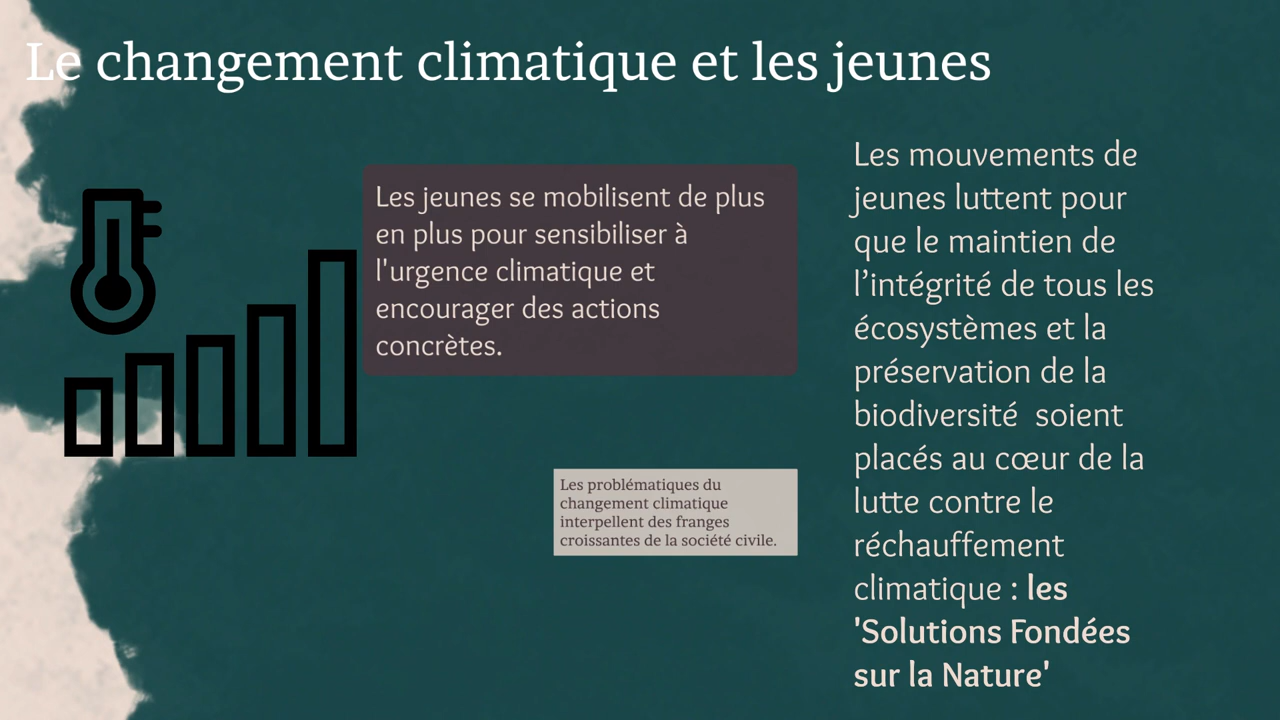 Le changement climatique et les jeunes
Les jeunes se mobilisent de plus
en plus pour sensibiliser à
l'urgence climatique et
encourager des actions
concrètes.
Les problématiques du
changement climatique
interpellent des franges
croissantes de la société civile.
Les mouvements de
jeunes luttent pour
que le maintien de
l’intégrité de tous les
écosystèmes et la
préservation de la
biodiversité  soient
placés au cœur de la
lutte contre le
réchauffement
climatique : les
'Solutions Fondées
sur la Nature'